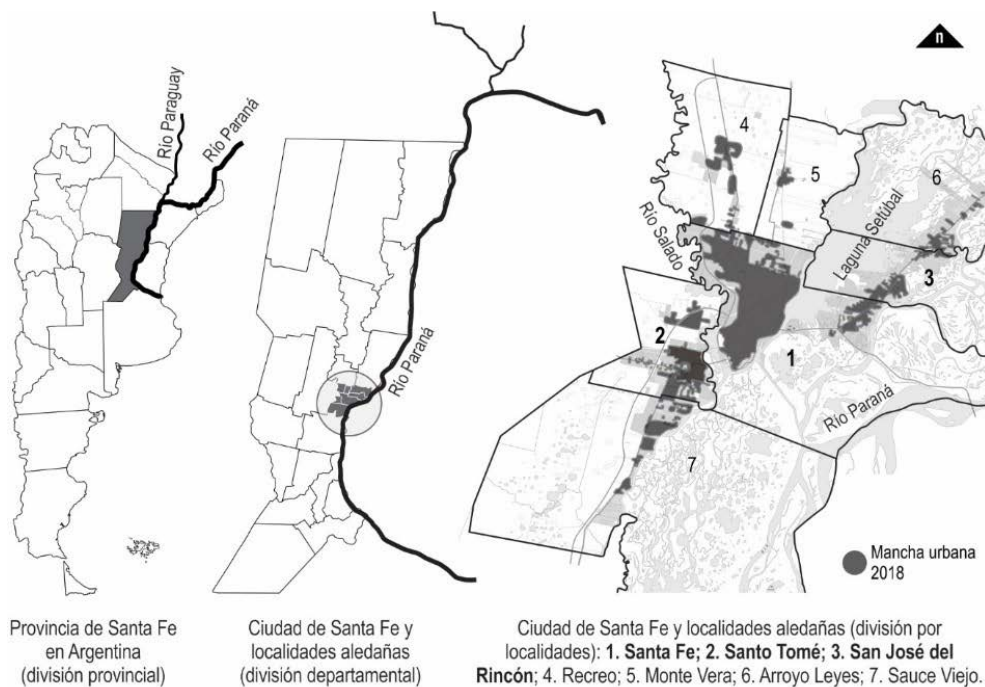 n
Río Paraguay
Río Paraná
Río Paraná
4
5
6
Río Salado
Laguna Setúbal
3
2
1
Río Paraná
7
Mancha urbana
2018
Provincia de Santa Fe
en Argentina
(división provincial)
Ciudad de Santa Fe y
localidades aledañas
(división departamental)
Ciudad de Santa Fe y localidades aledañas (división por
localidades): 1. Santa Fe; 2. Santo Tomé; 3. San José del
Rincón; 4. Recreo; 5. Monte Vera; 6. Arroyo Leyes; 7. Sauce Viejo.